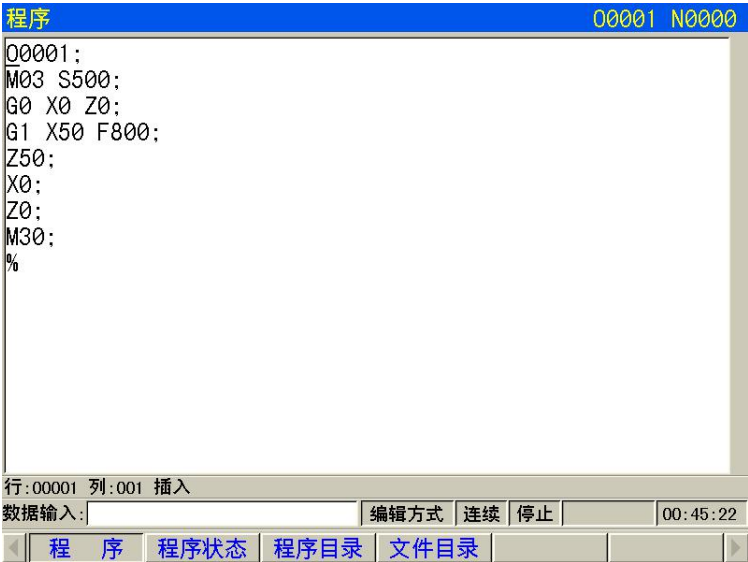 程序 O0001 N0000
O0001;
M03 S500;
G0 X0 Z0;
G1 X50 F800;
Z50;
X0;
Z0;
M30;
%
行:00001 列:001 插入
数据输入: 编辑方式 连续 停止 00:45:22
程 序 程序状态 程序目录 文件目录